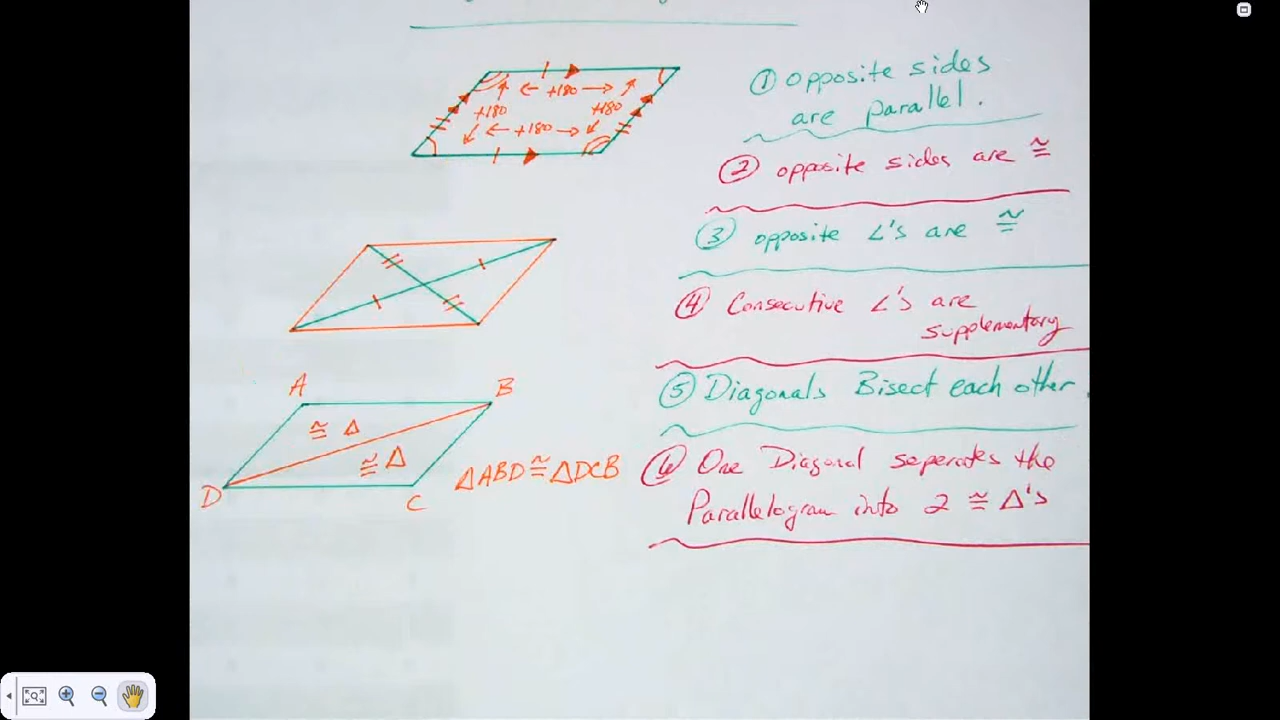 ① opposite sides
are parallel.
② opposite sides are ≅
③ opposite ∠'s are ≅
④ Consecutive ∠'s are
supplementary
⑤ Diagonals Bisect each other.
⑥ One Diagonal seperates the
Parallelogram into 2 ≅ Δ's
+180
+180 +180
+180
A B
≅ Δ
≅ Δ
D C
ΔABD ≅ ΔDCB